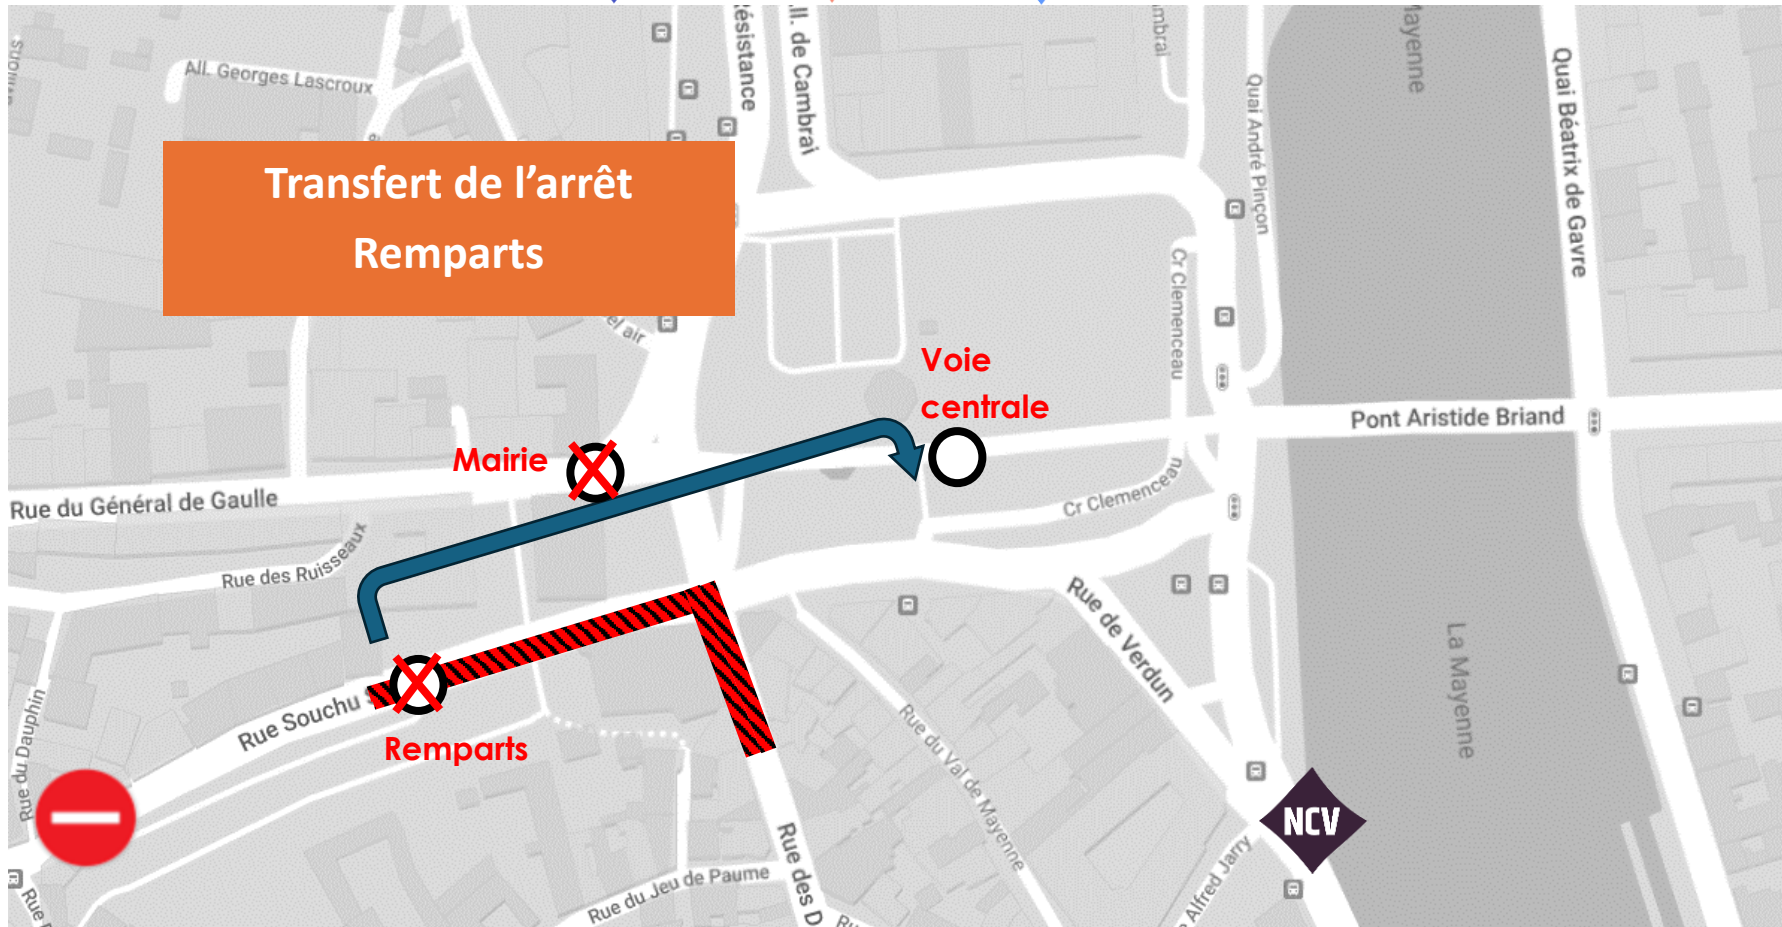 All. Georges Lascroux
Résistance
All. de Cambrai
Mayenne
Quai Béatrix de Gavre
Quai André Pinçon
Transfert de l’arrêt
Remparts
Cr Clemenceau
Voie
centrale
Pont Aristide Briand
Mairie
Rue du Général de Gaulle
Cr Clemenceau
Rue des Ruisseaux
Rue de Verdun
La Mayenne
Rue Souchu S
Remparts
Rue du Dauphin
Rue du Val de Mayenne
NCV
Rue des D
Rue du Jeu de Paume
Alfred Jarry
Rue